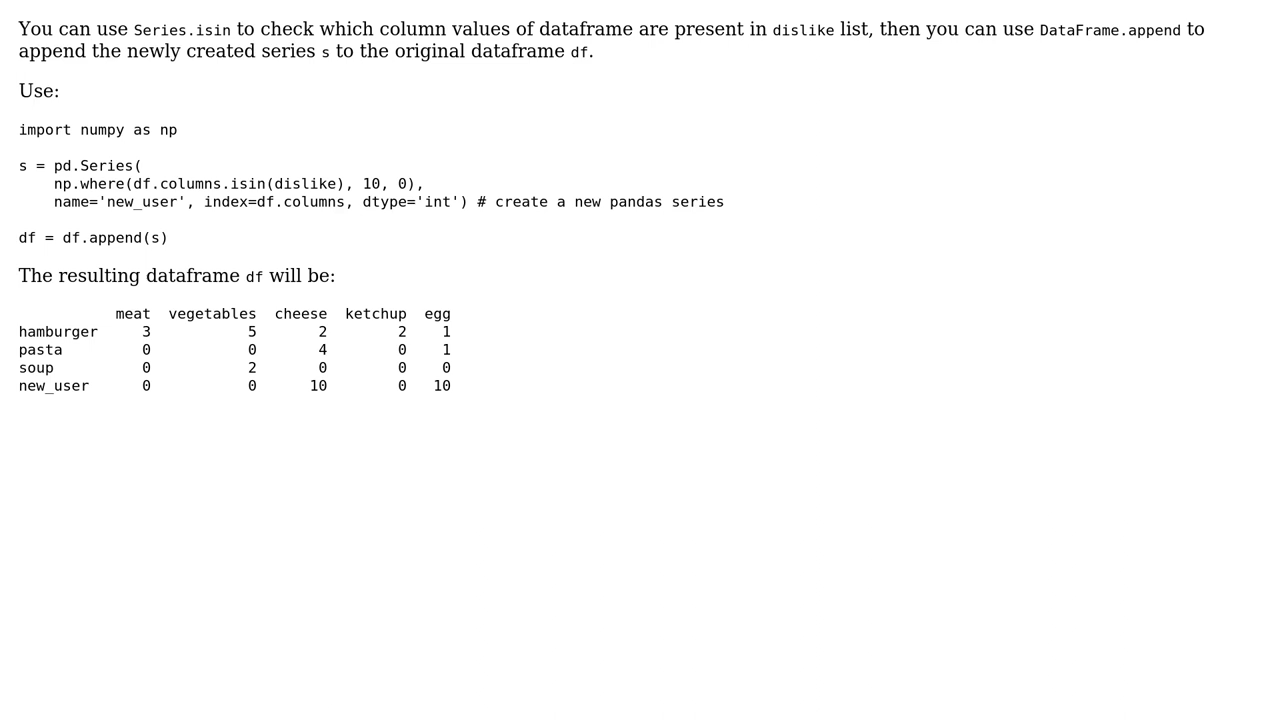 You can use Series.isin to check which column values of dataframe are present in dislike list, then you can use DataFrame.append to
append the newly created series s to the original dataframe df.
Use:
import numpy as np
s = pd.Series(
    np.where(df.columns.isin(dislike), 10, 0),
    name='new_user', index=df.columns, dtype='int') # create a new pandas series
df = df.append(s)
The resulting dataframe df will be:
           meat  vegetables  cheese  ketchup  egg
hamburger     3           5       2        2    1
pasta         0           0       4        0    1
soup          0           2       0        0    0
new_user      0           0      10        0   10